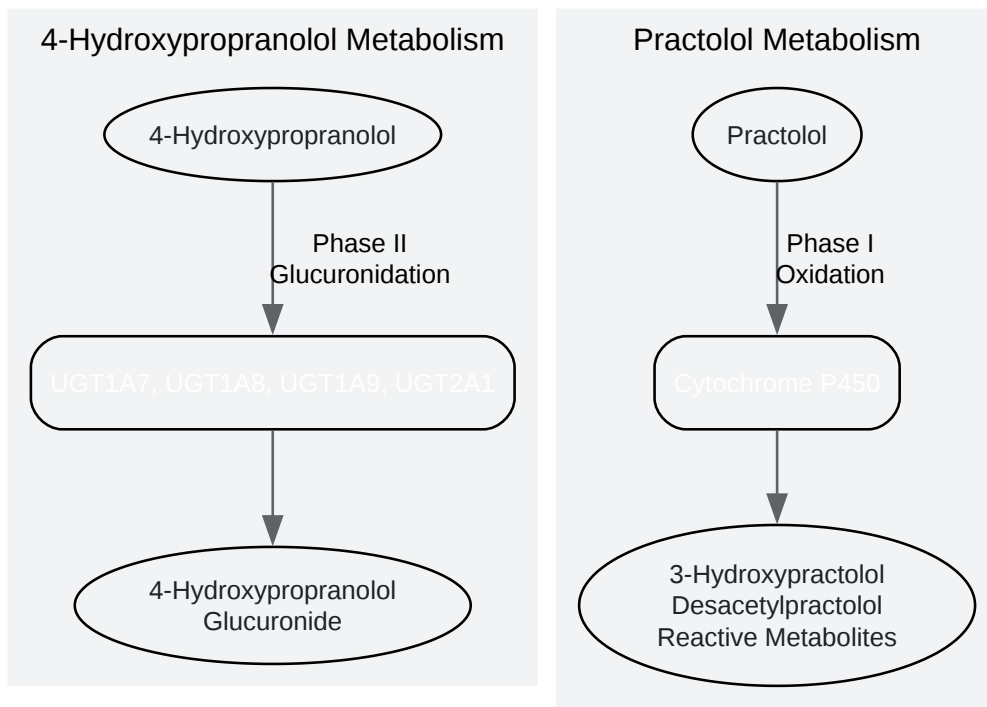 4-Hydroxypropranolol Metabolism
4-Hydroxypropranolol
Phase II
Glucuronidation
UGT1A7, UGT1A8, UGT1A9, UGT2A1
4-Hydroxypropranolol
Glucuronide
Practolol Metabolism
Practolol
Phase I
Oxidation
Cytochrome P450
3-Hydroxypractolol
Desacetylpractolol
Reactive Metabolites